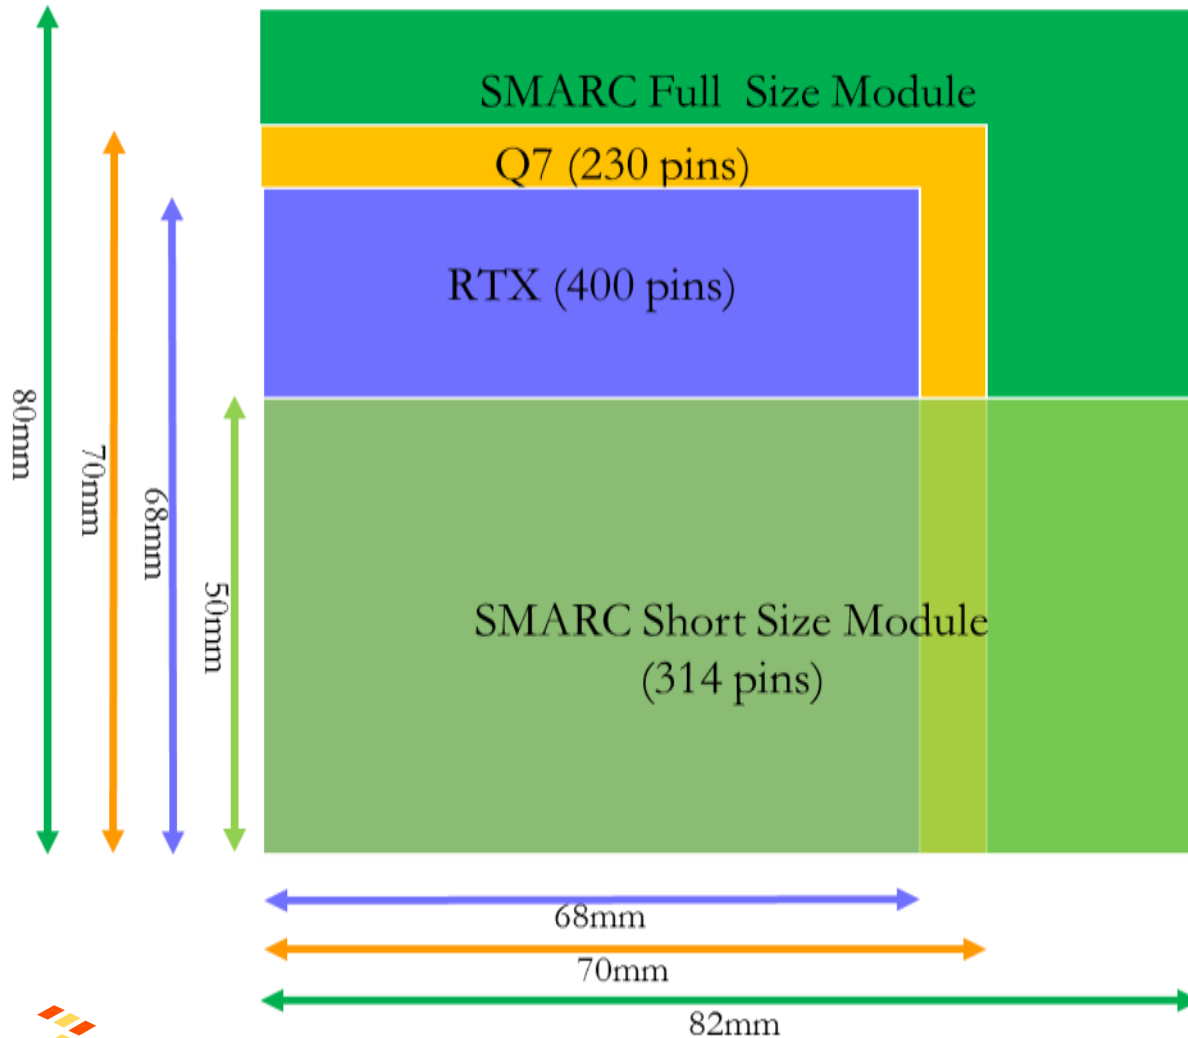 SMARC Full Size Module
Q7 (230 pins)
RTX (400 pins)
80mm
70mm
68mm
50mm
SMARC Short Size Module
(314 pins)
68mm
70mm
82mm